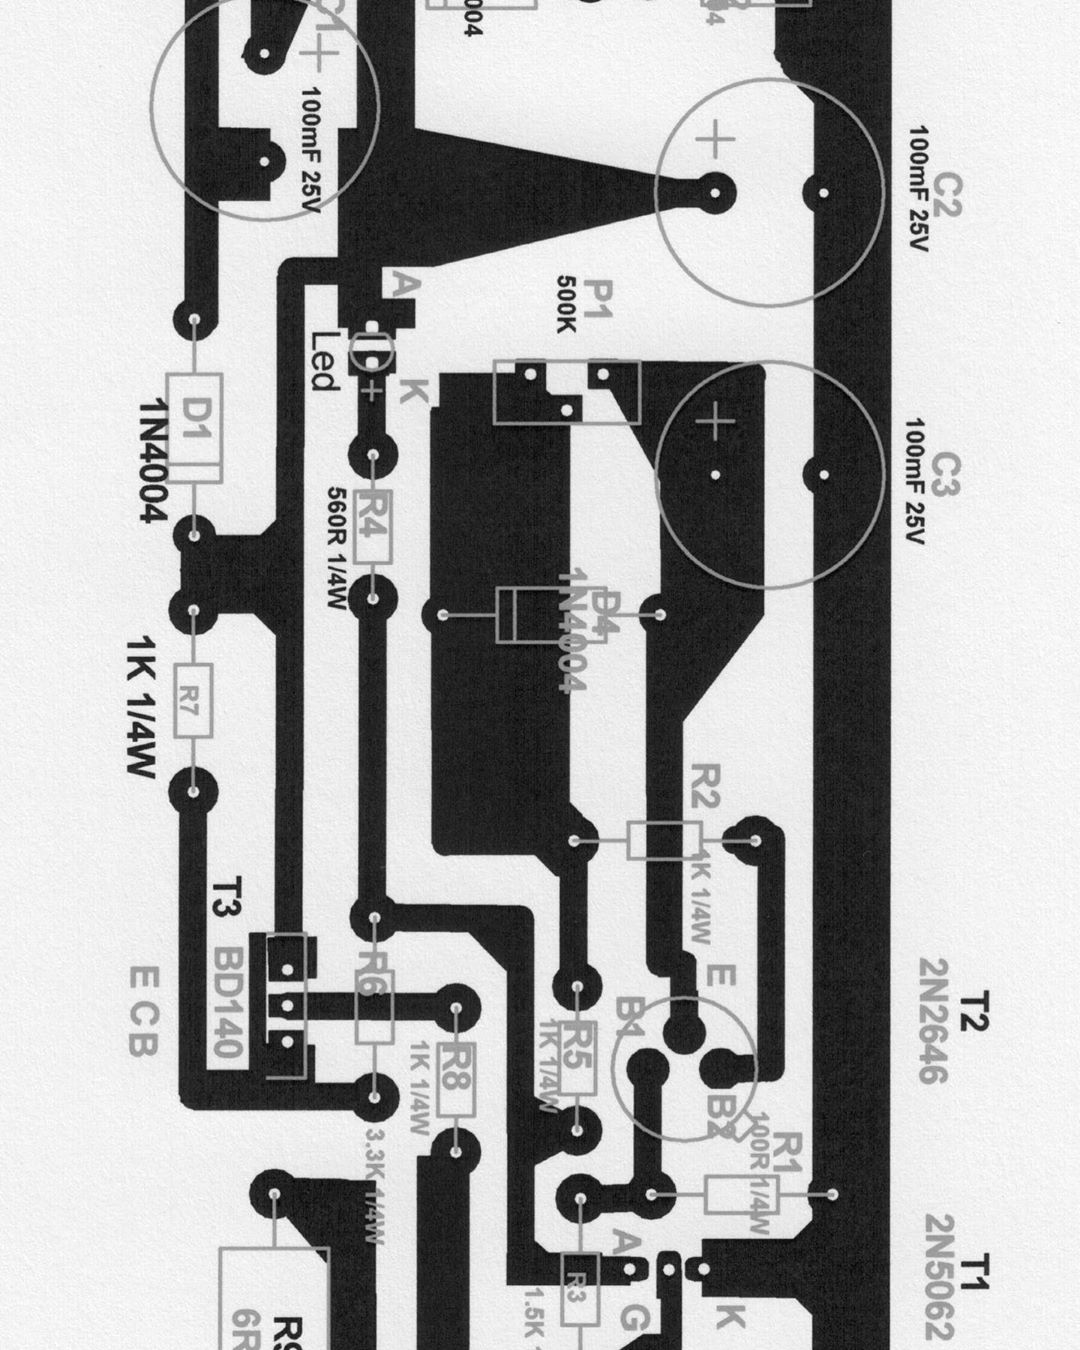 004
C1
100mF 25V
C2
100mF 25V
A
P1
500K
Led
K
D1
1N4004
C3
100mF 25V
R4
560R 1/4W
D4
1N4004
R7
1K 1/4W
R2
1K 1/4W
T3
BD140
E C B
R6
3.3K 1/4W
R8
1K 1/4W
R5
1K 1/4W
E
B1
B2
T2
2N2646
R1
100R 1/4W
A
G
K
T1
2N5062
R3
1.5K
R9
6R